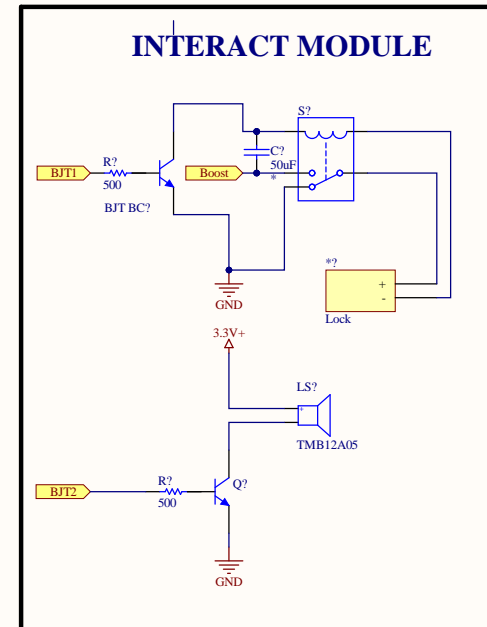 INTERACT MODULE
S?
C?
50uF
*
R?
BJT1
500
Boost
BJT BC?
*?
+
-
Lock
GND
3.3V+
LS?
+
TMB12A05
R?
Q?
BJT2
500
GND